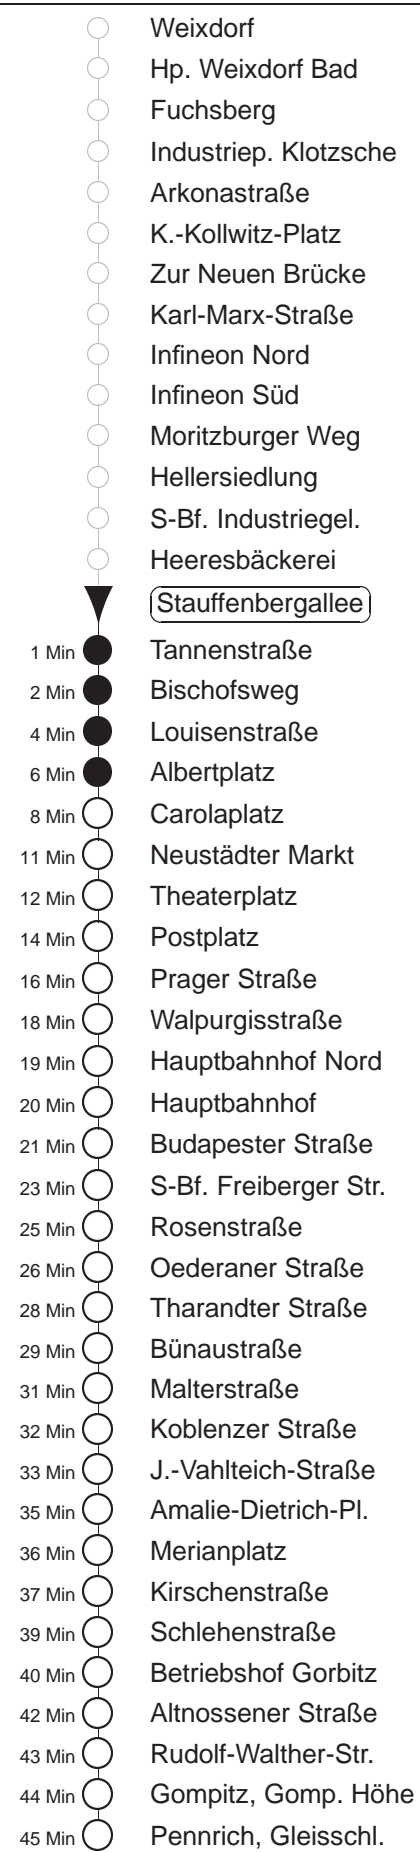 Weixdorf
Hp. Weixdorf Bad
Fuchsberg
Industriep. Klotzsche
Arkonastraße
K.-Kollwitz-Platz
Zur Neuen Brücke
Karl-Marx-Straße
Infineon Nord
Infineon Süd
Moritzburger Weg
Hellersiedlung
S-Bf. Industriegel.
Heeresbäckerei
Stauffenbergallee
1 Min Tannenstraße
2 Min Bischofsweg
4 Min Louisenstraße
6 Min Albertplatz
8 Min Carolaplatz
11 Min Neustädter Markt
12 Min Theaterplatz
14 Min Postplatz
16 Min Prager Straße
18 Min Walpurgisstraße
19 Min Hauptbahnhof Nord
20 Min Hauptbahnhof
21 Min Budapester Straße
23 Min S-Bf. Freiberger Str.
25 Min Rosenstraße
26 Min Oederaner Straße
28 Min Tharandter Straße
29 Min Bünaustraße
31 Min Malterstraße
32 Min Koblenzer Straße
33 Min J.-Vahlteich-Straße
35 Min Amalie-Dietrich-Pl.
36 Min Merianplatz
37 Min Kirschenstraße
39 Min Schlehenstraße
40 Min Betriebshof Gorbitz
42 Min Altnossener Straße
43 Min Rudolf-Walther-Str.
44 Min Gompitz, Gomp. Höhe
45 Min Pennrich, Gleisschl.